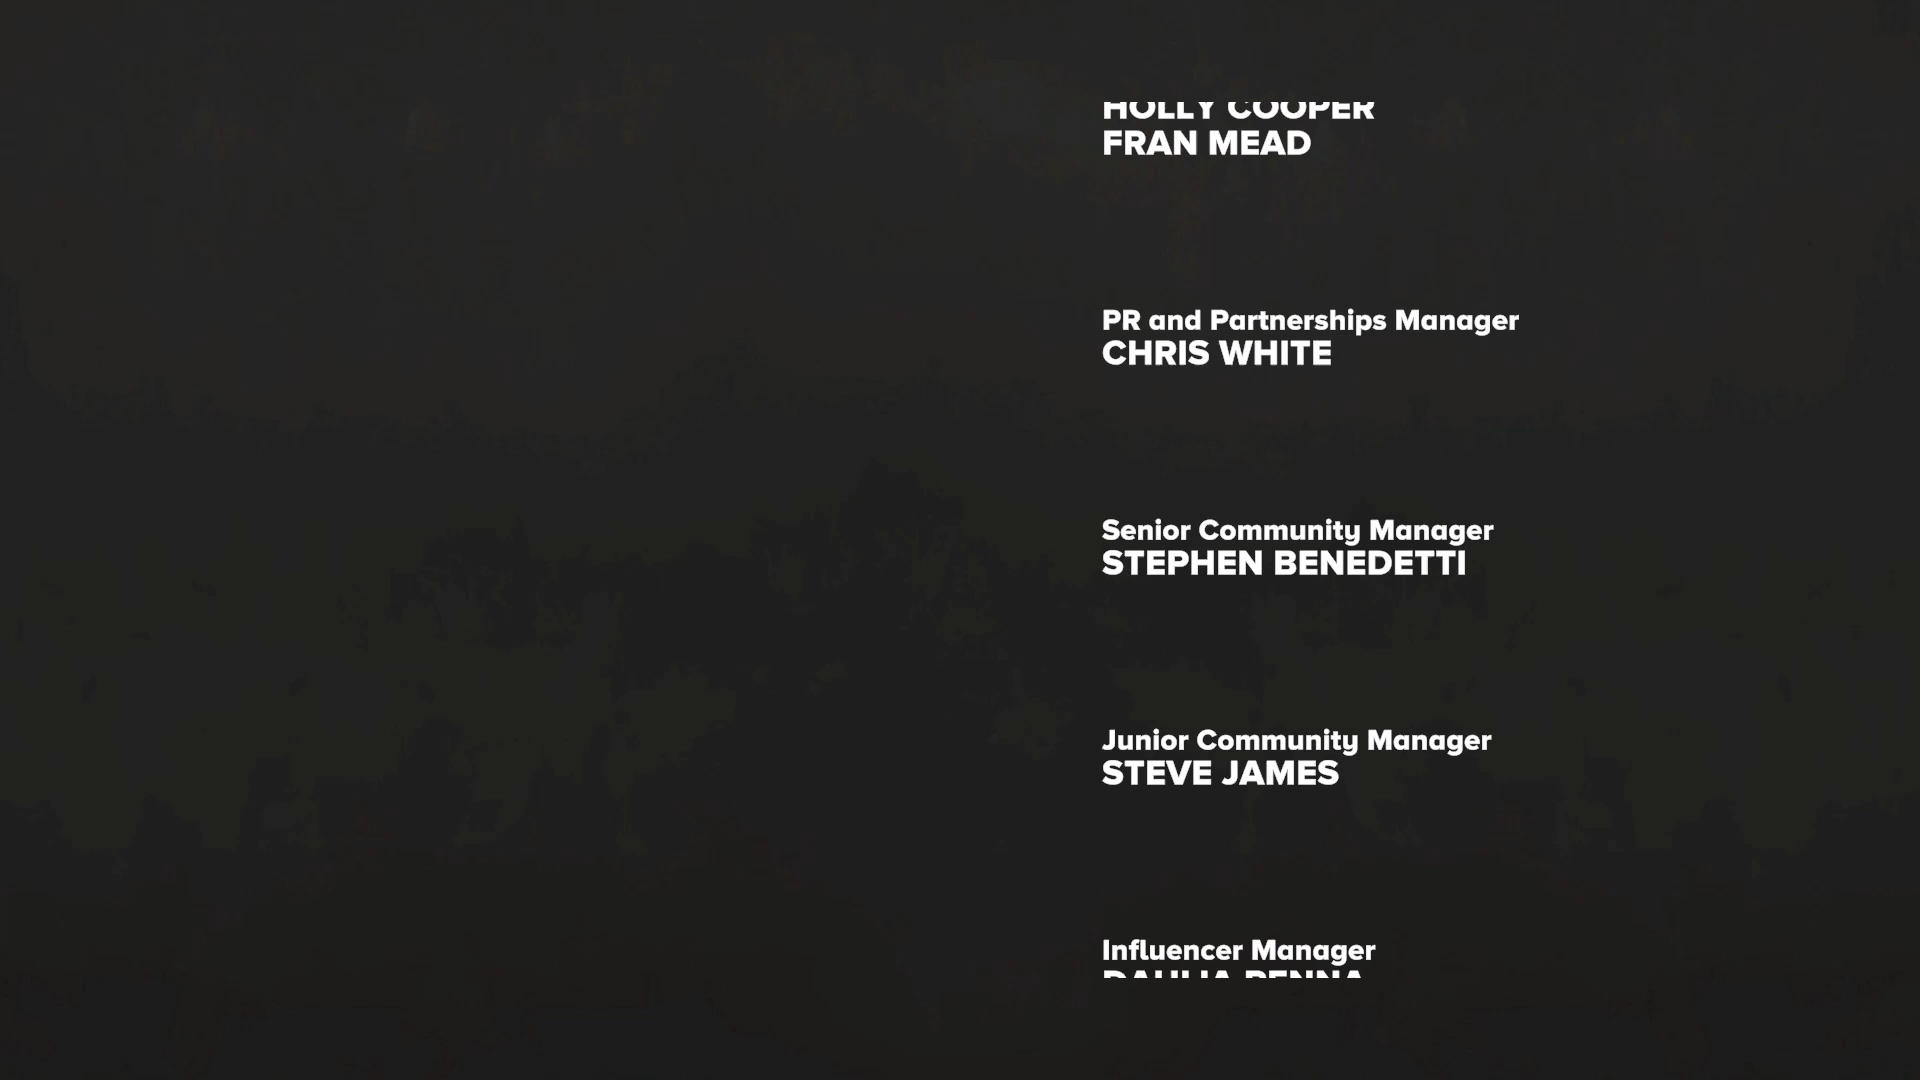 HOLLY COOPER
FRAN MEAD
PR and Partnerships Manager
CHRIS WHITE
Senior Community Manager
STEPHEN BENEDETTI
Junior Community Manager
STEVE JAMES
Influencer Manager